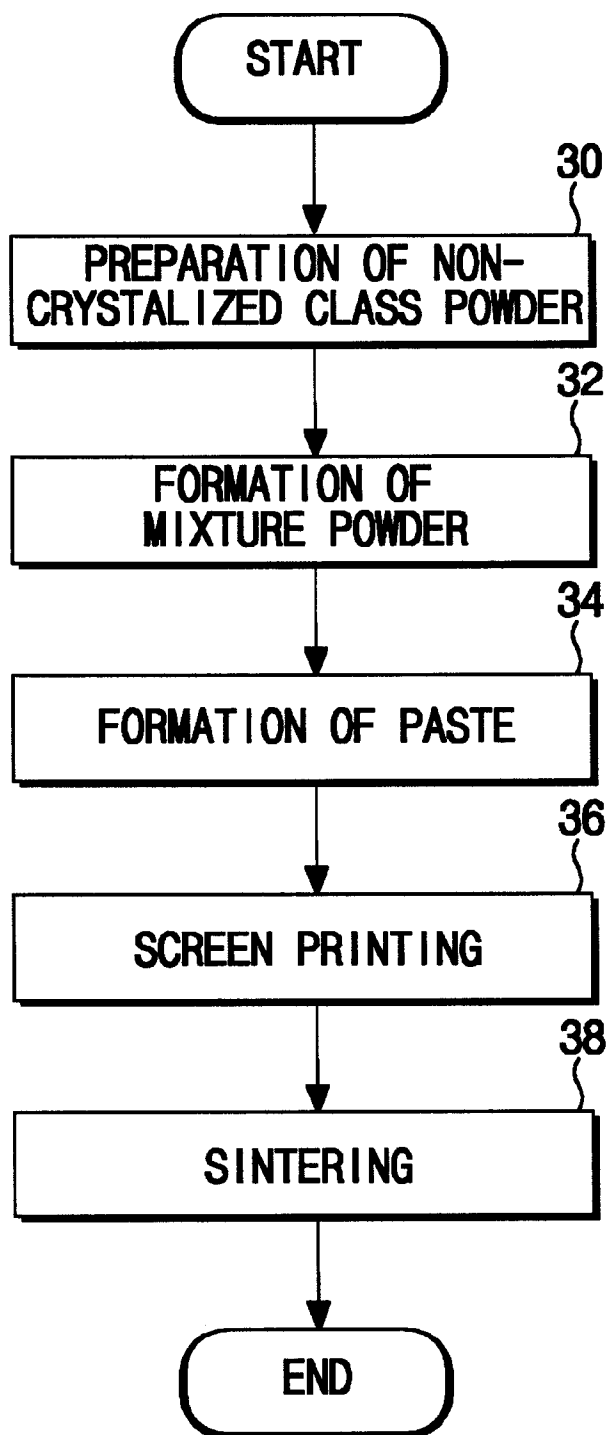 START
30
PREPARATION OF NON-
CRYSTALIZED CLASS POWDER
32
FORMATION OF
MIXTURE POWDER
34
FORMATION OF PASTE
36
SCREEN PRINTING
38
SINTERING
END